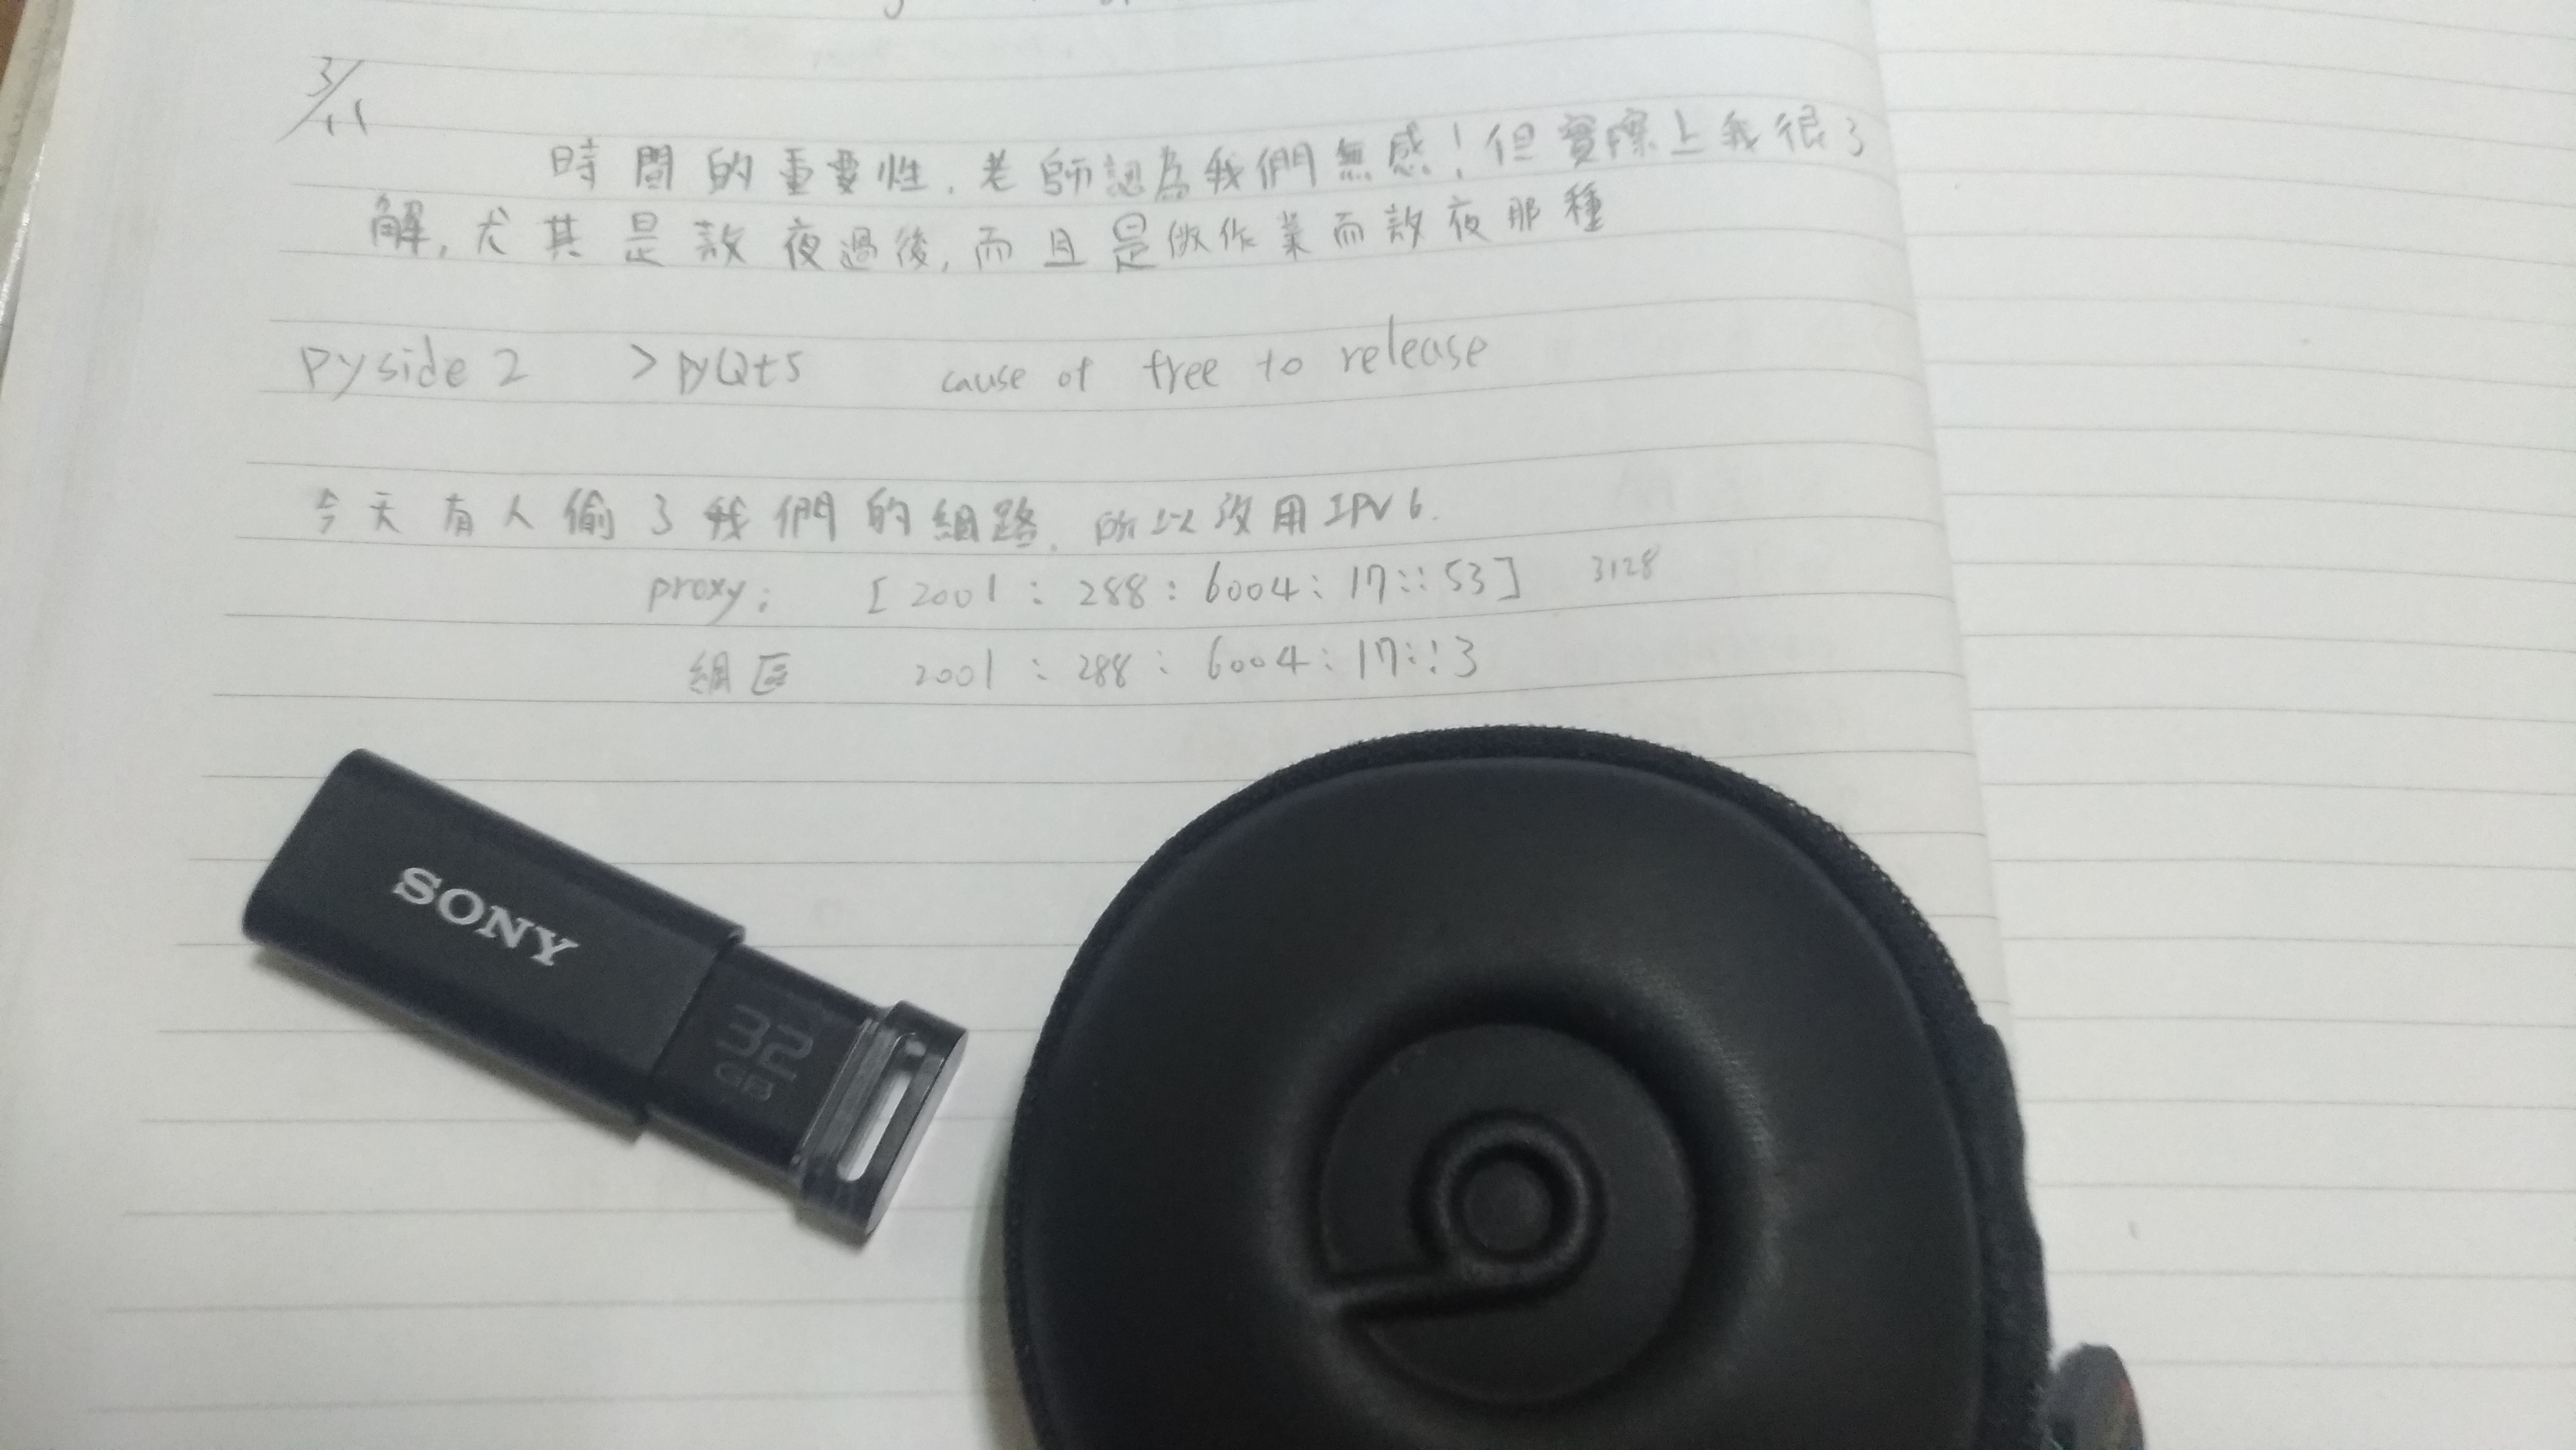 3/11
時間的重要性,老師認為我們無感!但實際上我很了
解,尤其是熬夜過後,而且是做作業而熬夜那種
pyside 2 > pyQt5 cause of free to release
今天有人偷了我們的網路,所以改用IPV6.
proxy: [2001:288:6004:17::53] 3128
網區 2001:288:6004:17::3
SONY
32
GB